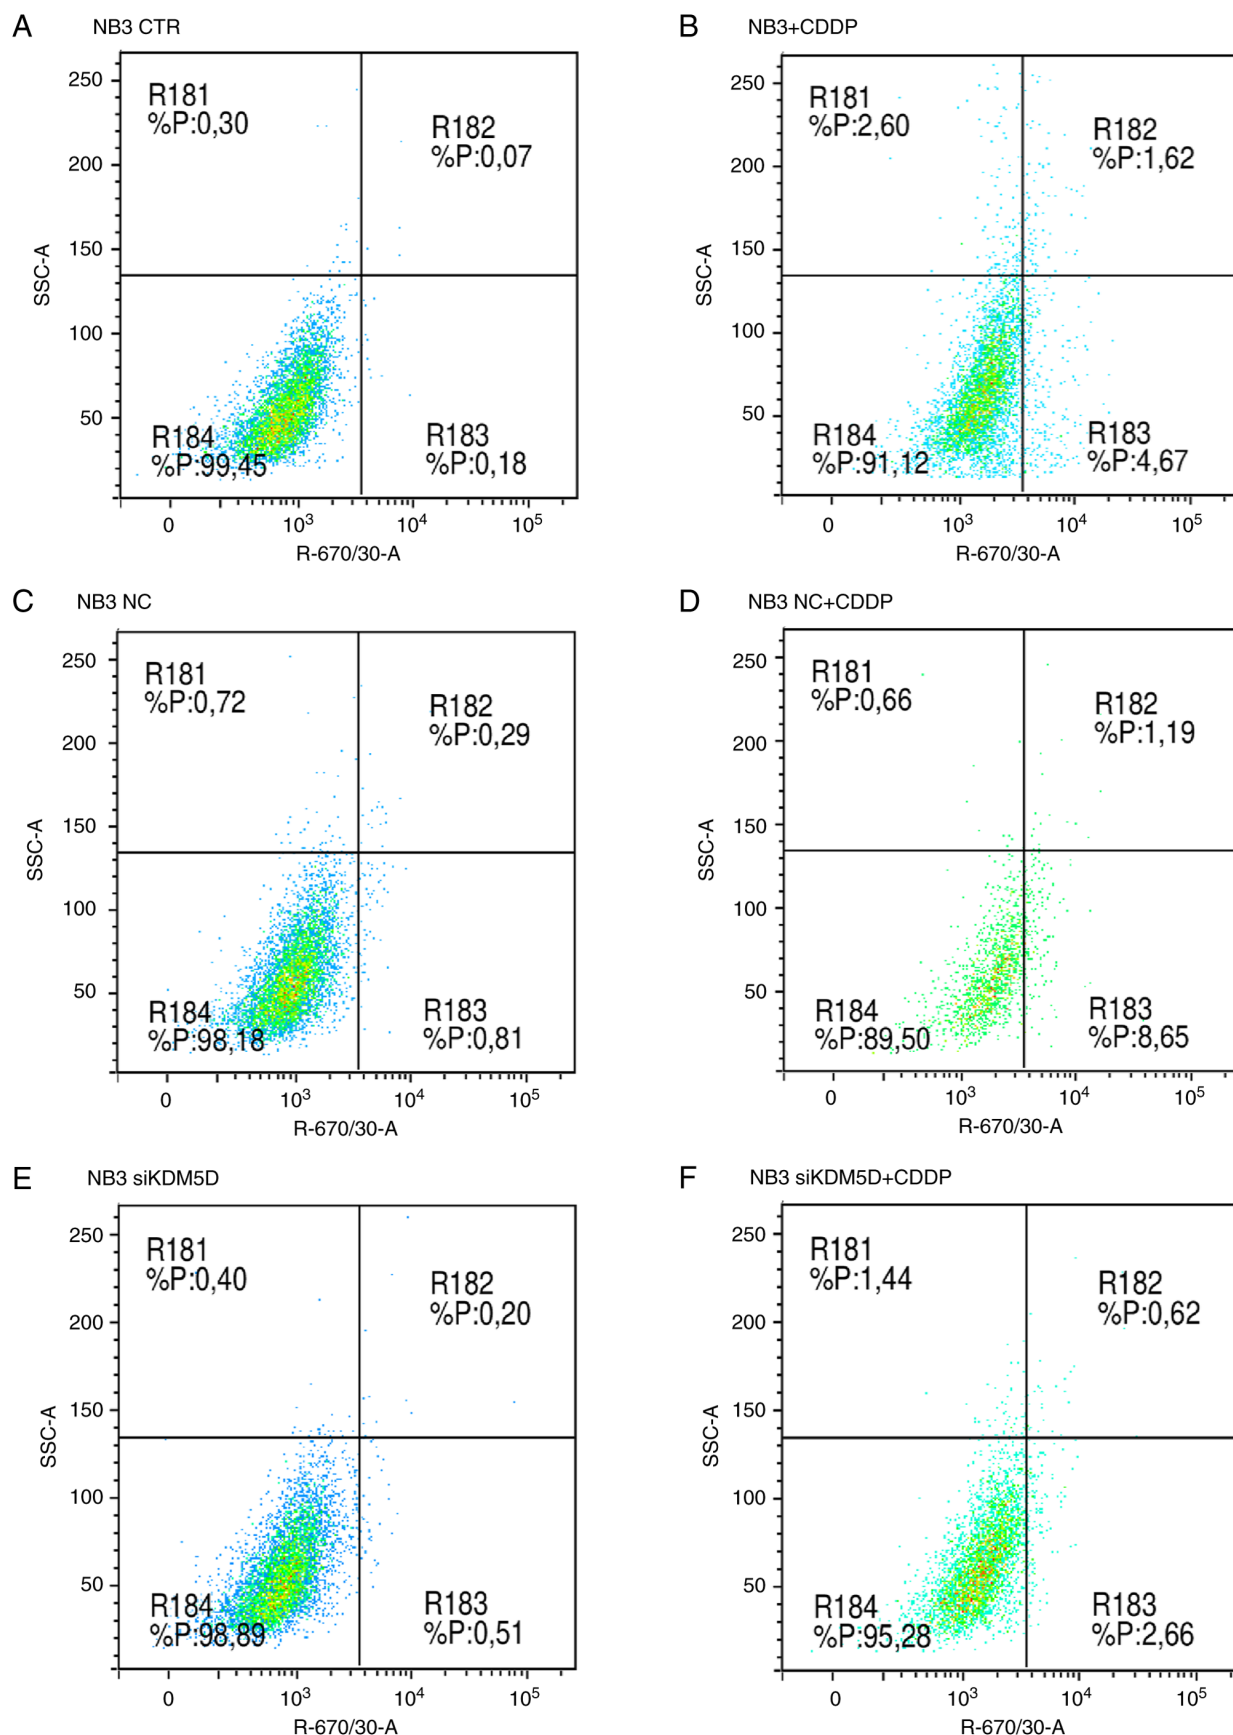 A NB3 CTR
250
200
150
100
50
SSC-A
R181
%P:0,30
R182
%P:0,07
R184
%P:99,45
R183
%P:0,18
0 10³ 10⁴ 10⁵
R-670/30-A
B NB3+CDDP
250
200
150
100
50
SSC-A
R181
%P:2,60
R182
%P:1,62
R184
%P:91,12
R183
%P:4,67
0 10³ 10⁴ 10⁵
R-670/30-A
C NB3 NC
250
200
150
100
50
SSC-A
R181
%P:0,72
R182
%P:0,29
R184
%P:98,18
R183
%P:0,81
0 10³ 10⁴ 10⁵
R-670/30-A
D NB3 NC+CDDP
250
200
150
100
50
SSC-A
R181
%P:0,66
R182
%P:1,19
R184
%P:89,50
R183
%P:8,65
0 10³ 10⁴ 10⁵
R-670/30-A
E NB3 siKDM5D
250
200
150
100
50
SSC-A
R181
%P:0,40
R182
%P:0,20
R184
%P:98,89
R183
%P:0,51
0 10³ 10⁴ 10⁵
R-670/30-A
F NB3 siKDM5D+CDDP
250
200
150
100
50
SSC-A
R181
%P:1,44
R182
%P:0,62
R184
%P:95,28
R183
%P:2,66
0 10³ 10⁴ 10⁵
R-670/30-A